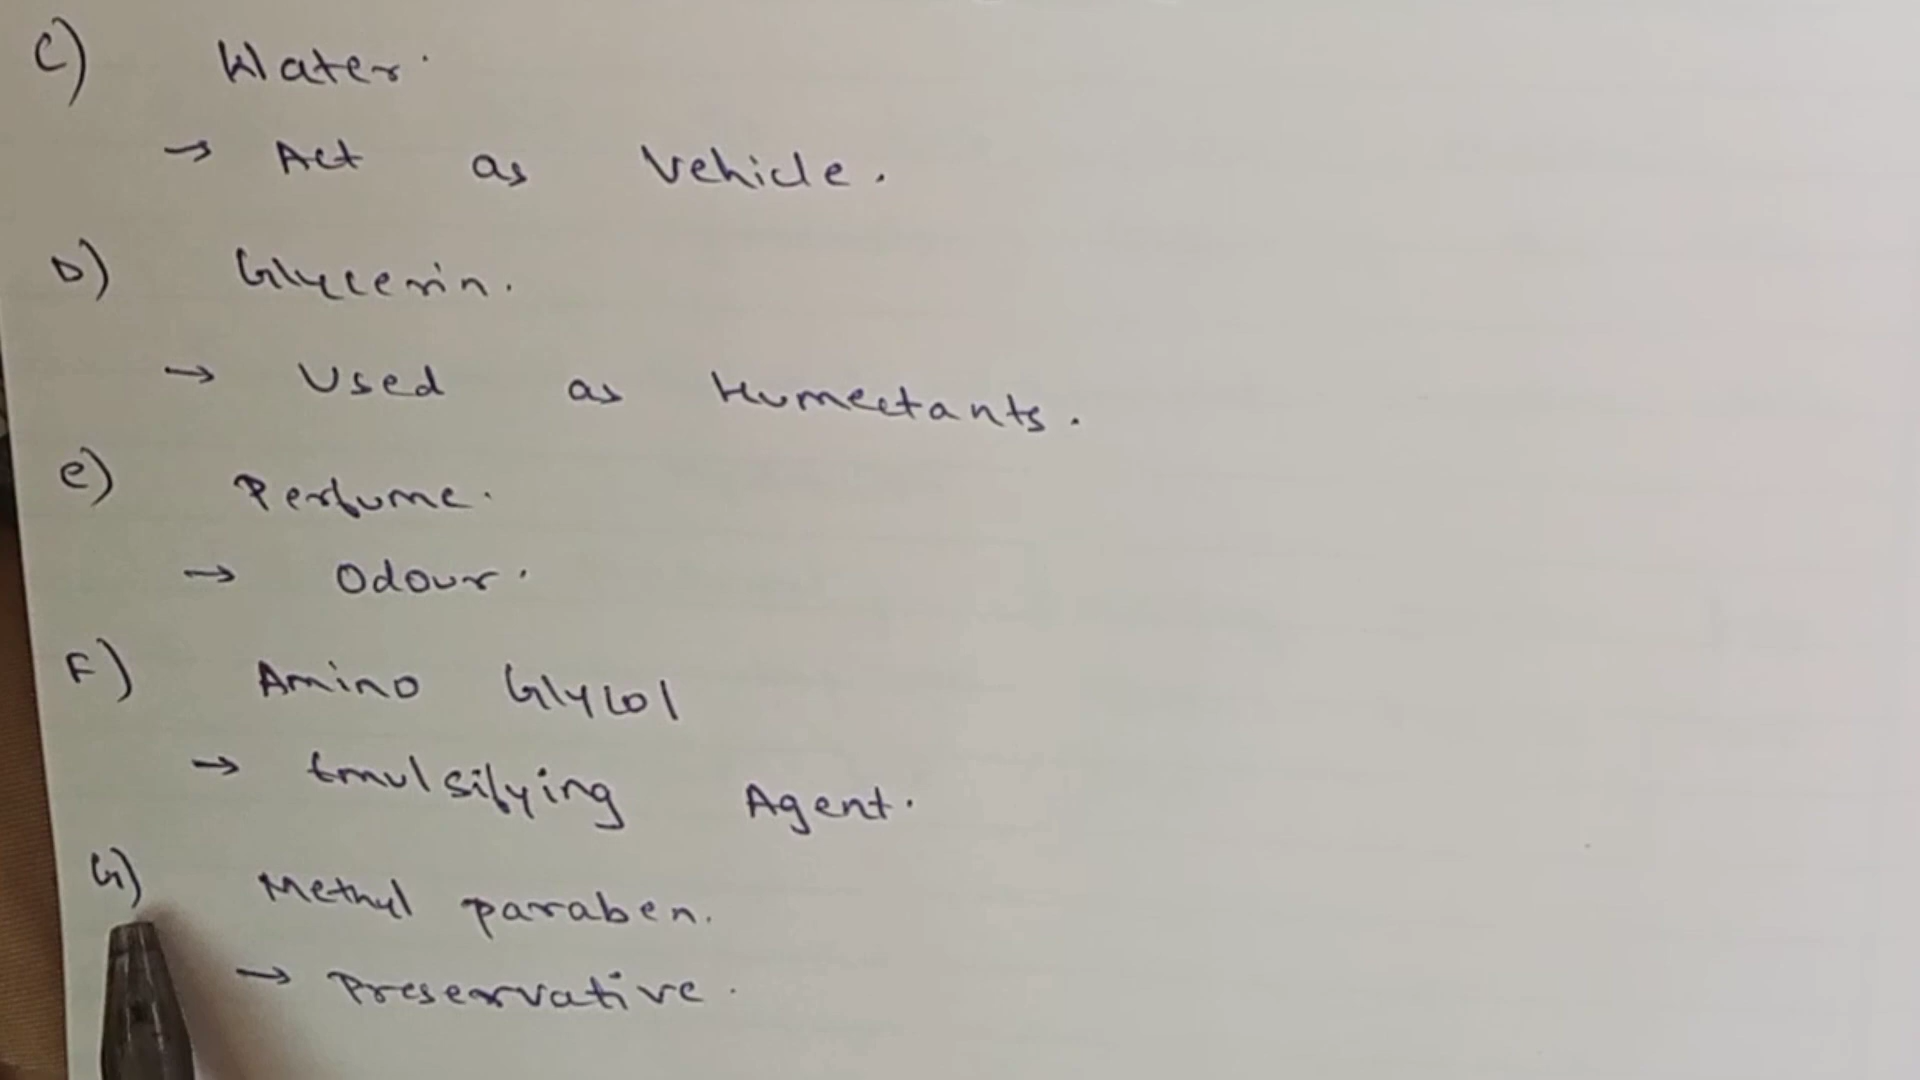 C) Water.
→ Act as Vehicle.
D) Glycerin.
→ Used as Humectants.
e) Perfume.
→ Odour.
F) Amino Glycol
→ Emulsifying Agent.
G) Methyl paraben.
→ Preservative.